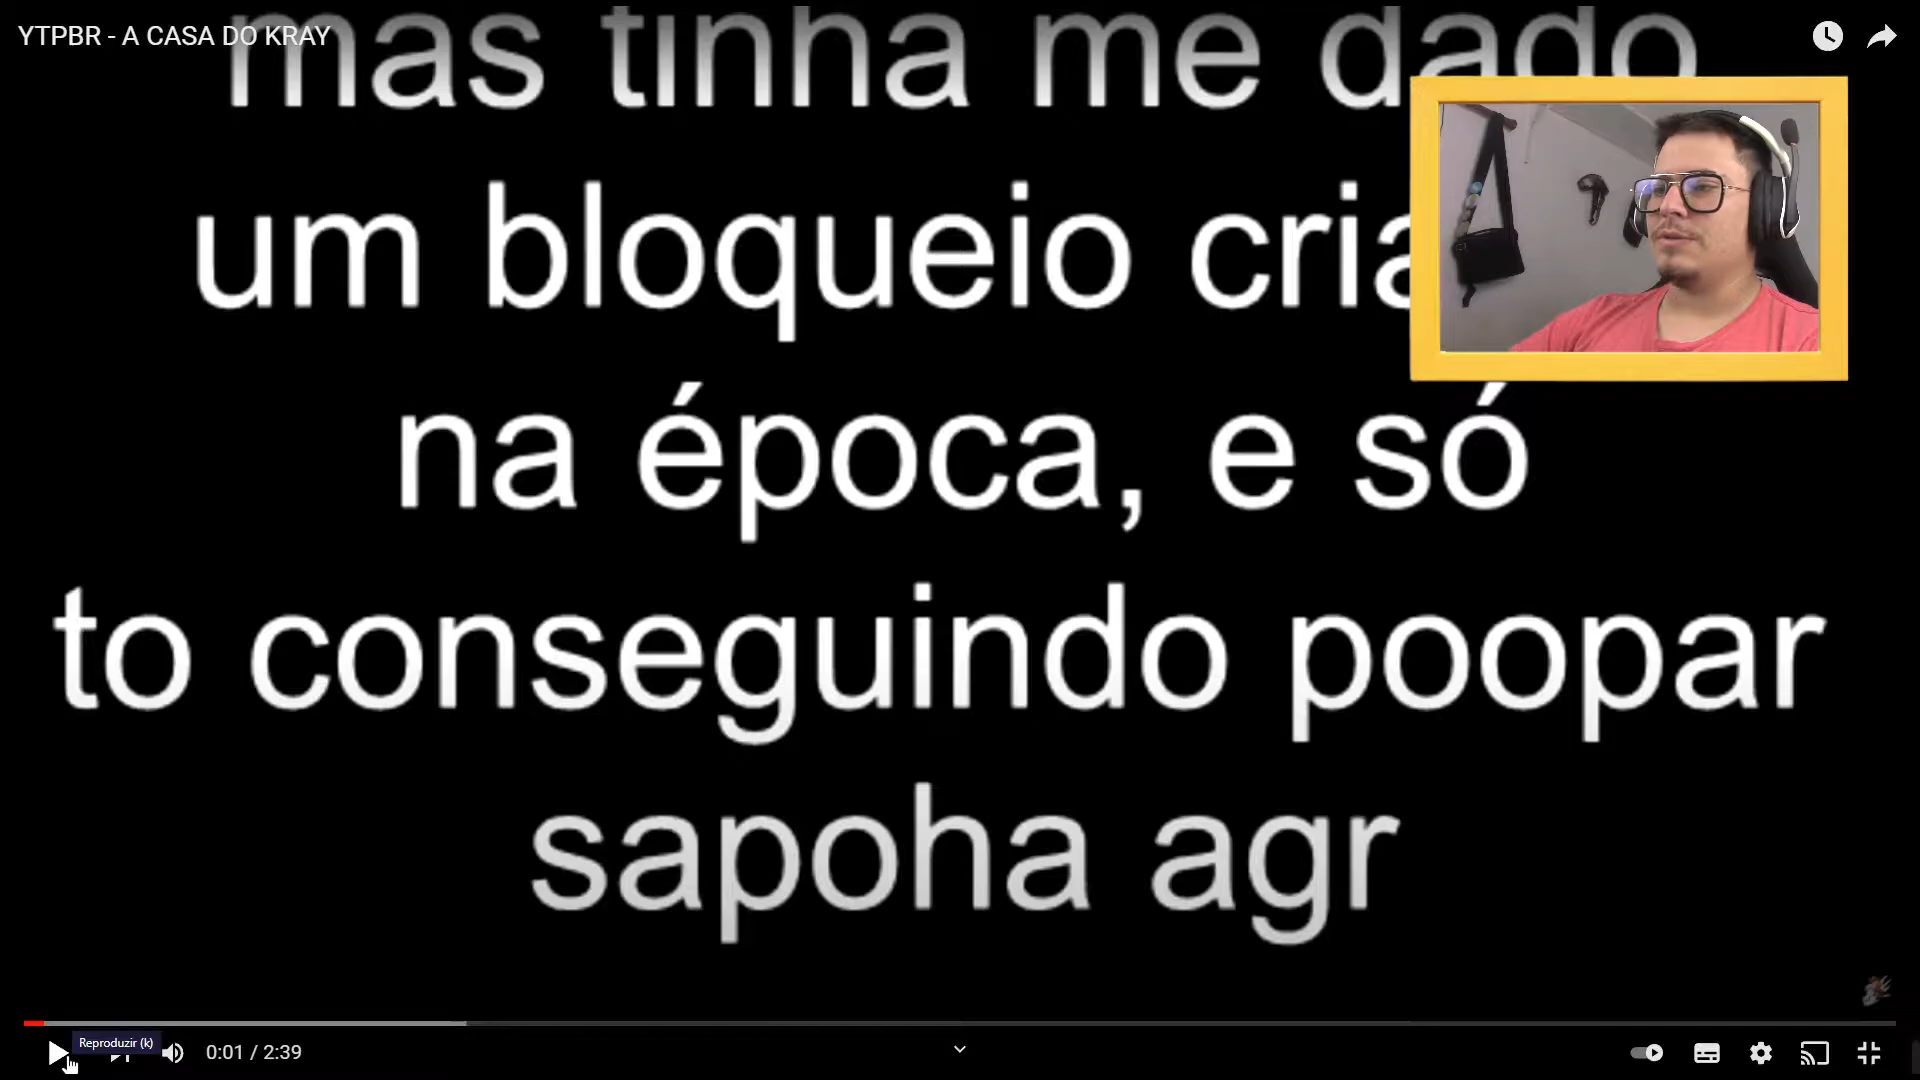 YTPBR - A CASA DO KRAY
mas tinha me dado
um bloqueio cria
na época, e só
to conseguindo poopar
sapoha agr
Reproduzir (k)
0:01 / 2:39